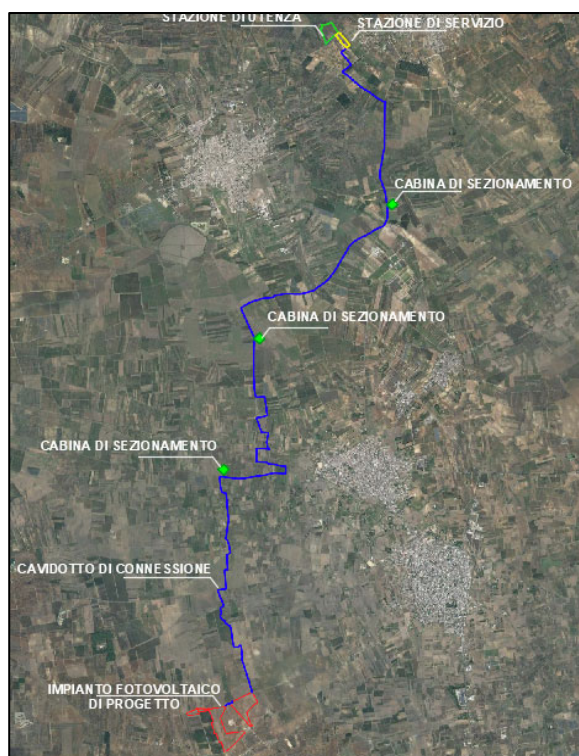 STAZIONE DI UTENZA
STAZIONE DI SERVIZIO
CABINA DI SEZIONAMENTO
CABINA DI SEZIONAMENTO
CABINA DI SEZIONAMENTO
CAVIDOTTO DI CONNESSIONE
IMPIANTO FOTOVOLTAICO
DI PROGETTO